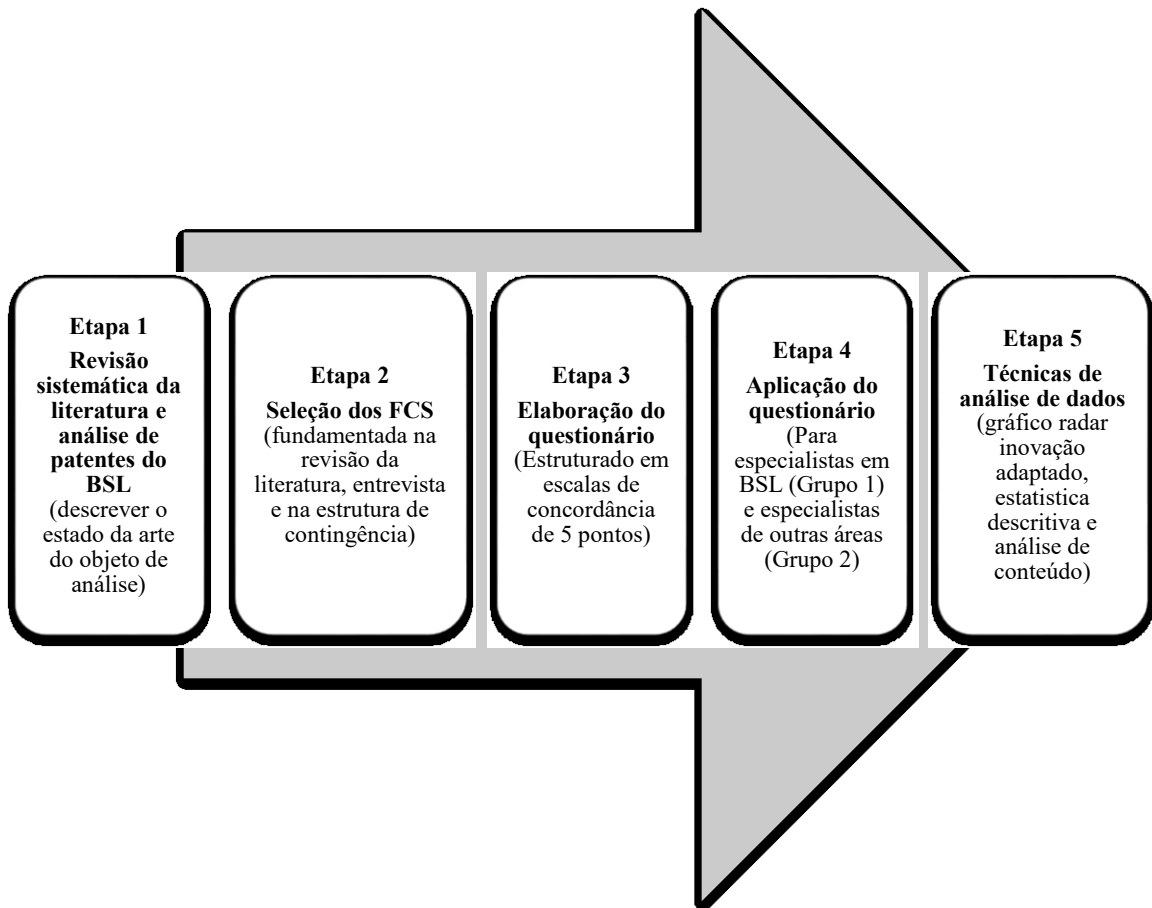 Etapa 1
Revisão
sistemática da
literatura e
análise de
patentes do
BSL
(descrever o
estado da arte
do objeto de
análise)
Etapa 2
Seleção dos FCS
(fundamentada na
revisão da
literatura, entrevista
e na estrutura de
contingência)
Etapa 3
Elaboração do
questionário
(Estruturado em
escalas de
concordância
de 5 pontos)
Etapa 4
Aplicação do
questionário
(Para
especialistas em
BSL (Grupo 1)
e especialistas
de outras áreas
(Grupo 2)
Etapa 5
Técnicas de
análise de dados
(gráfico radar
inovação
adaptado,
estatistica
descritiva e
análise de
conteúdo)